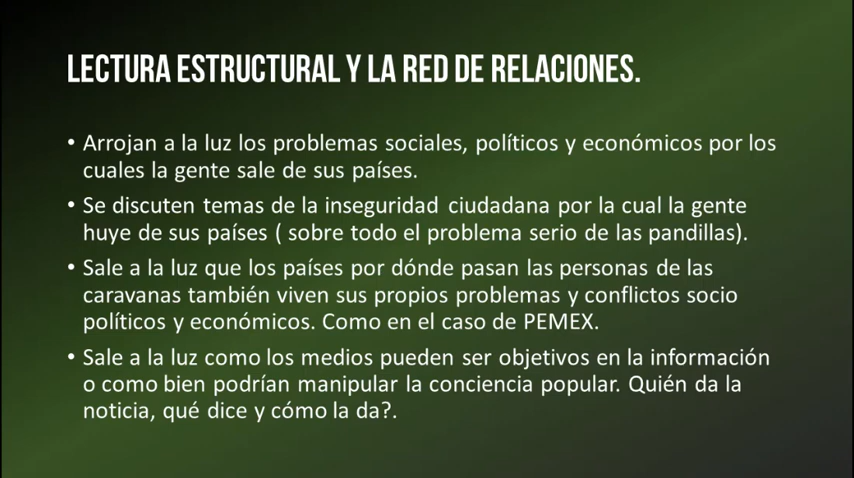 LECTURA ESTRUCTURAL Y LA RED DE RELACIONES.
• Arrojan a la luz los problemas sociales, políticos y económicos por los
cuales la gente sale de sus países.
• Se discuten temas de la inseguridad ciudadana por la cual la gente
huye de sus países ( sobre todo el problema serio de las pandillas).
• Sale a la luz que los países por dónde pasan las personas de las
caravanas también viven sus propios problemas y conflictos socio
políticos y económicos. Como en el caso de PEMEX.
• Sale a la luz como los medios pueden ser objetivos en la información
o como bien podrían manipular la conciencia popular. Quién da la
noticia, qué dice y cómo la da?.